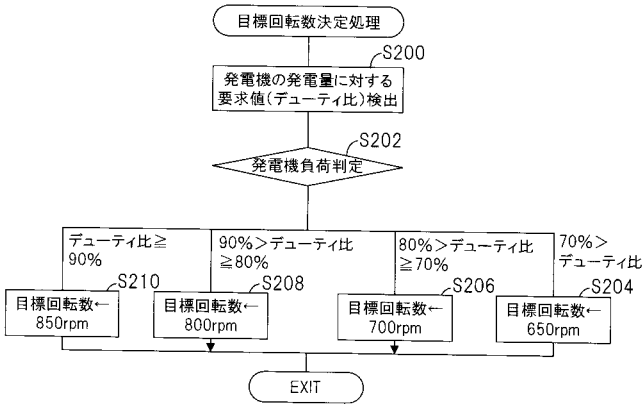 目標回転数決定処理
S200
発電機の発電量に対する
要求値(デューティ比)検出
S202
発電機負荷判定
デューティ比≧
90%
90%>デューティ比
≧80%
80%>デューティ比
≧70%
70%>
デューティ比
S210
目標回転数←
850rpm
S208
目標回転数←
800rpm
S206
目標回転数←
700rpm
S204
目標回転数←
650rpm
EXIT